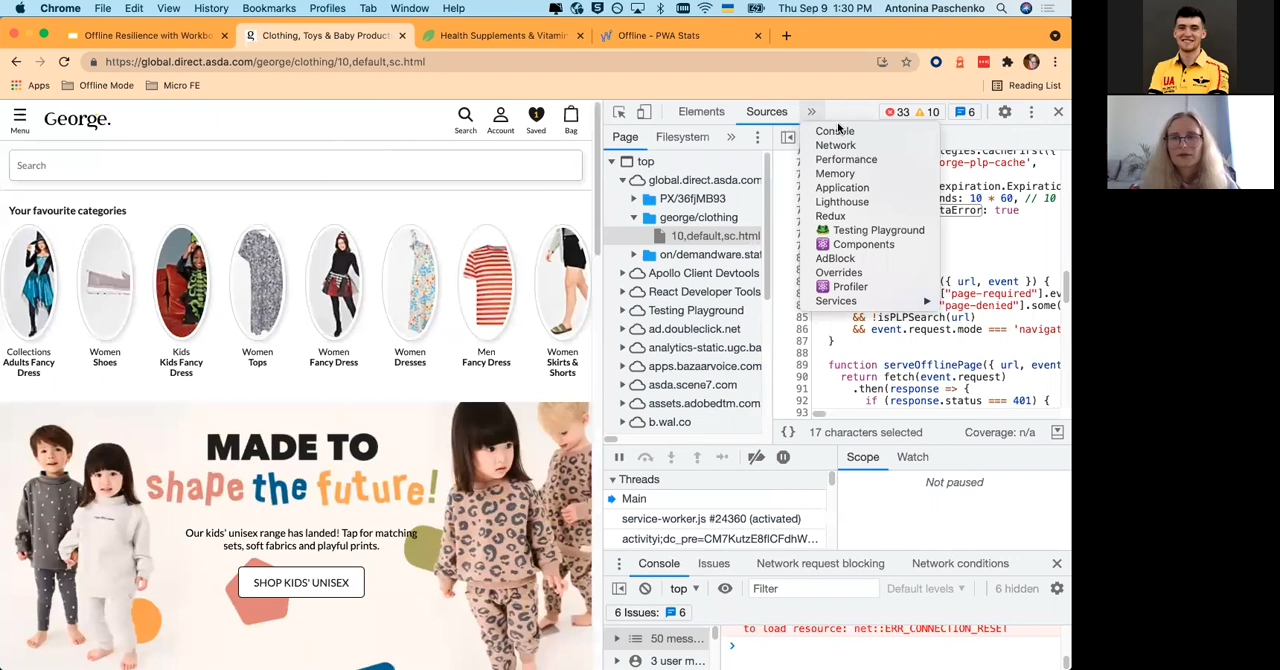 Chrome File Edit View History Bookmarks Profiles Tab Window Help Thu Sep 9 1:30 PM Antonina Paschenko
Offline Resilience with Workbo Clothing, Toys & Baby Product Health Supplements & Vitamin Offline - PWA Stats
https://global.direct.asda.com/george/clothing/10,default,sc.html
Apps Offline Mode Micro FE Reading List
Menu
George.
Search Account Saved Bag
1
Search
Your favourite categories
Collections
Adults Fancy
Dress
Women
Shoes
Kids
Kids Fancy
Dress
Women
Tops
Women
Fancy Dress
Women
Dresses
Men
Fancy Dress
Women
Skirts &
Shorts
MADE TO
shape the future!
Our kids' unisex range has landed! Tap for matching
sets, soft fabrics and playful prints.
SHOP KIDS' UNISEX
Elements Sources » 33 10 6
Page Filesystem »
top
global.direct.asda.com
PX/36fjMB93
george/clothing
10,default,sc.html
on/demandware.stat
Apollo Client Devtools
React Developer Tools
Testing Playground
ad.doubleclick.net
analytics-static.ugc.ba
apps.bazaarvoice.com
asda.scene7.com
assets.adobedtm.com
b.wal.co
Console
Network
Performance
Memory
Application
Lighthouse
Redux
Testing Playground
Components
AdBlock
Overrides
Profiler
Services
egies.CacheFirst({
orge-plp-cache',
expiration.Expiratio
nds: 10 * 60, // 10
taError: true
({ url, event }) {
["page-required"].ev
"page-denied"].some(
85 && !isPLPSearch(url)
86 && event.request.mode === 'navigat
87 }
88
89 function serveOfflinePage({ url, event
90 return fetch(event.request)
91 .then(response => {
92 if (response.status === 401) {
93
{} 17 characters selected Coverage: n/a
Scope Watch
Not paused
Threads
Main
service-worker.js #24360 (activated)
activityi;dc_pre=CM7KutzE8fICFdhW...
Console Issues Network request blocking Network conditions
top Filter Default levels 6 hidden
6 Issues: 6
50 mess...
3 user m...
to load resource: net::ERR_CONNECTION_RESET
UA